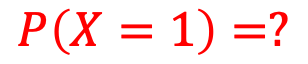 P(X = 1) =?